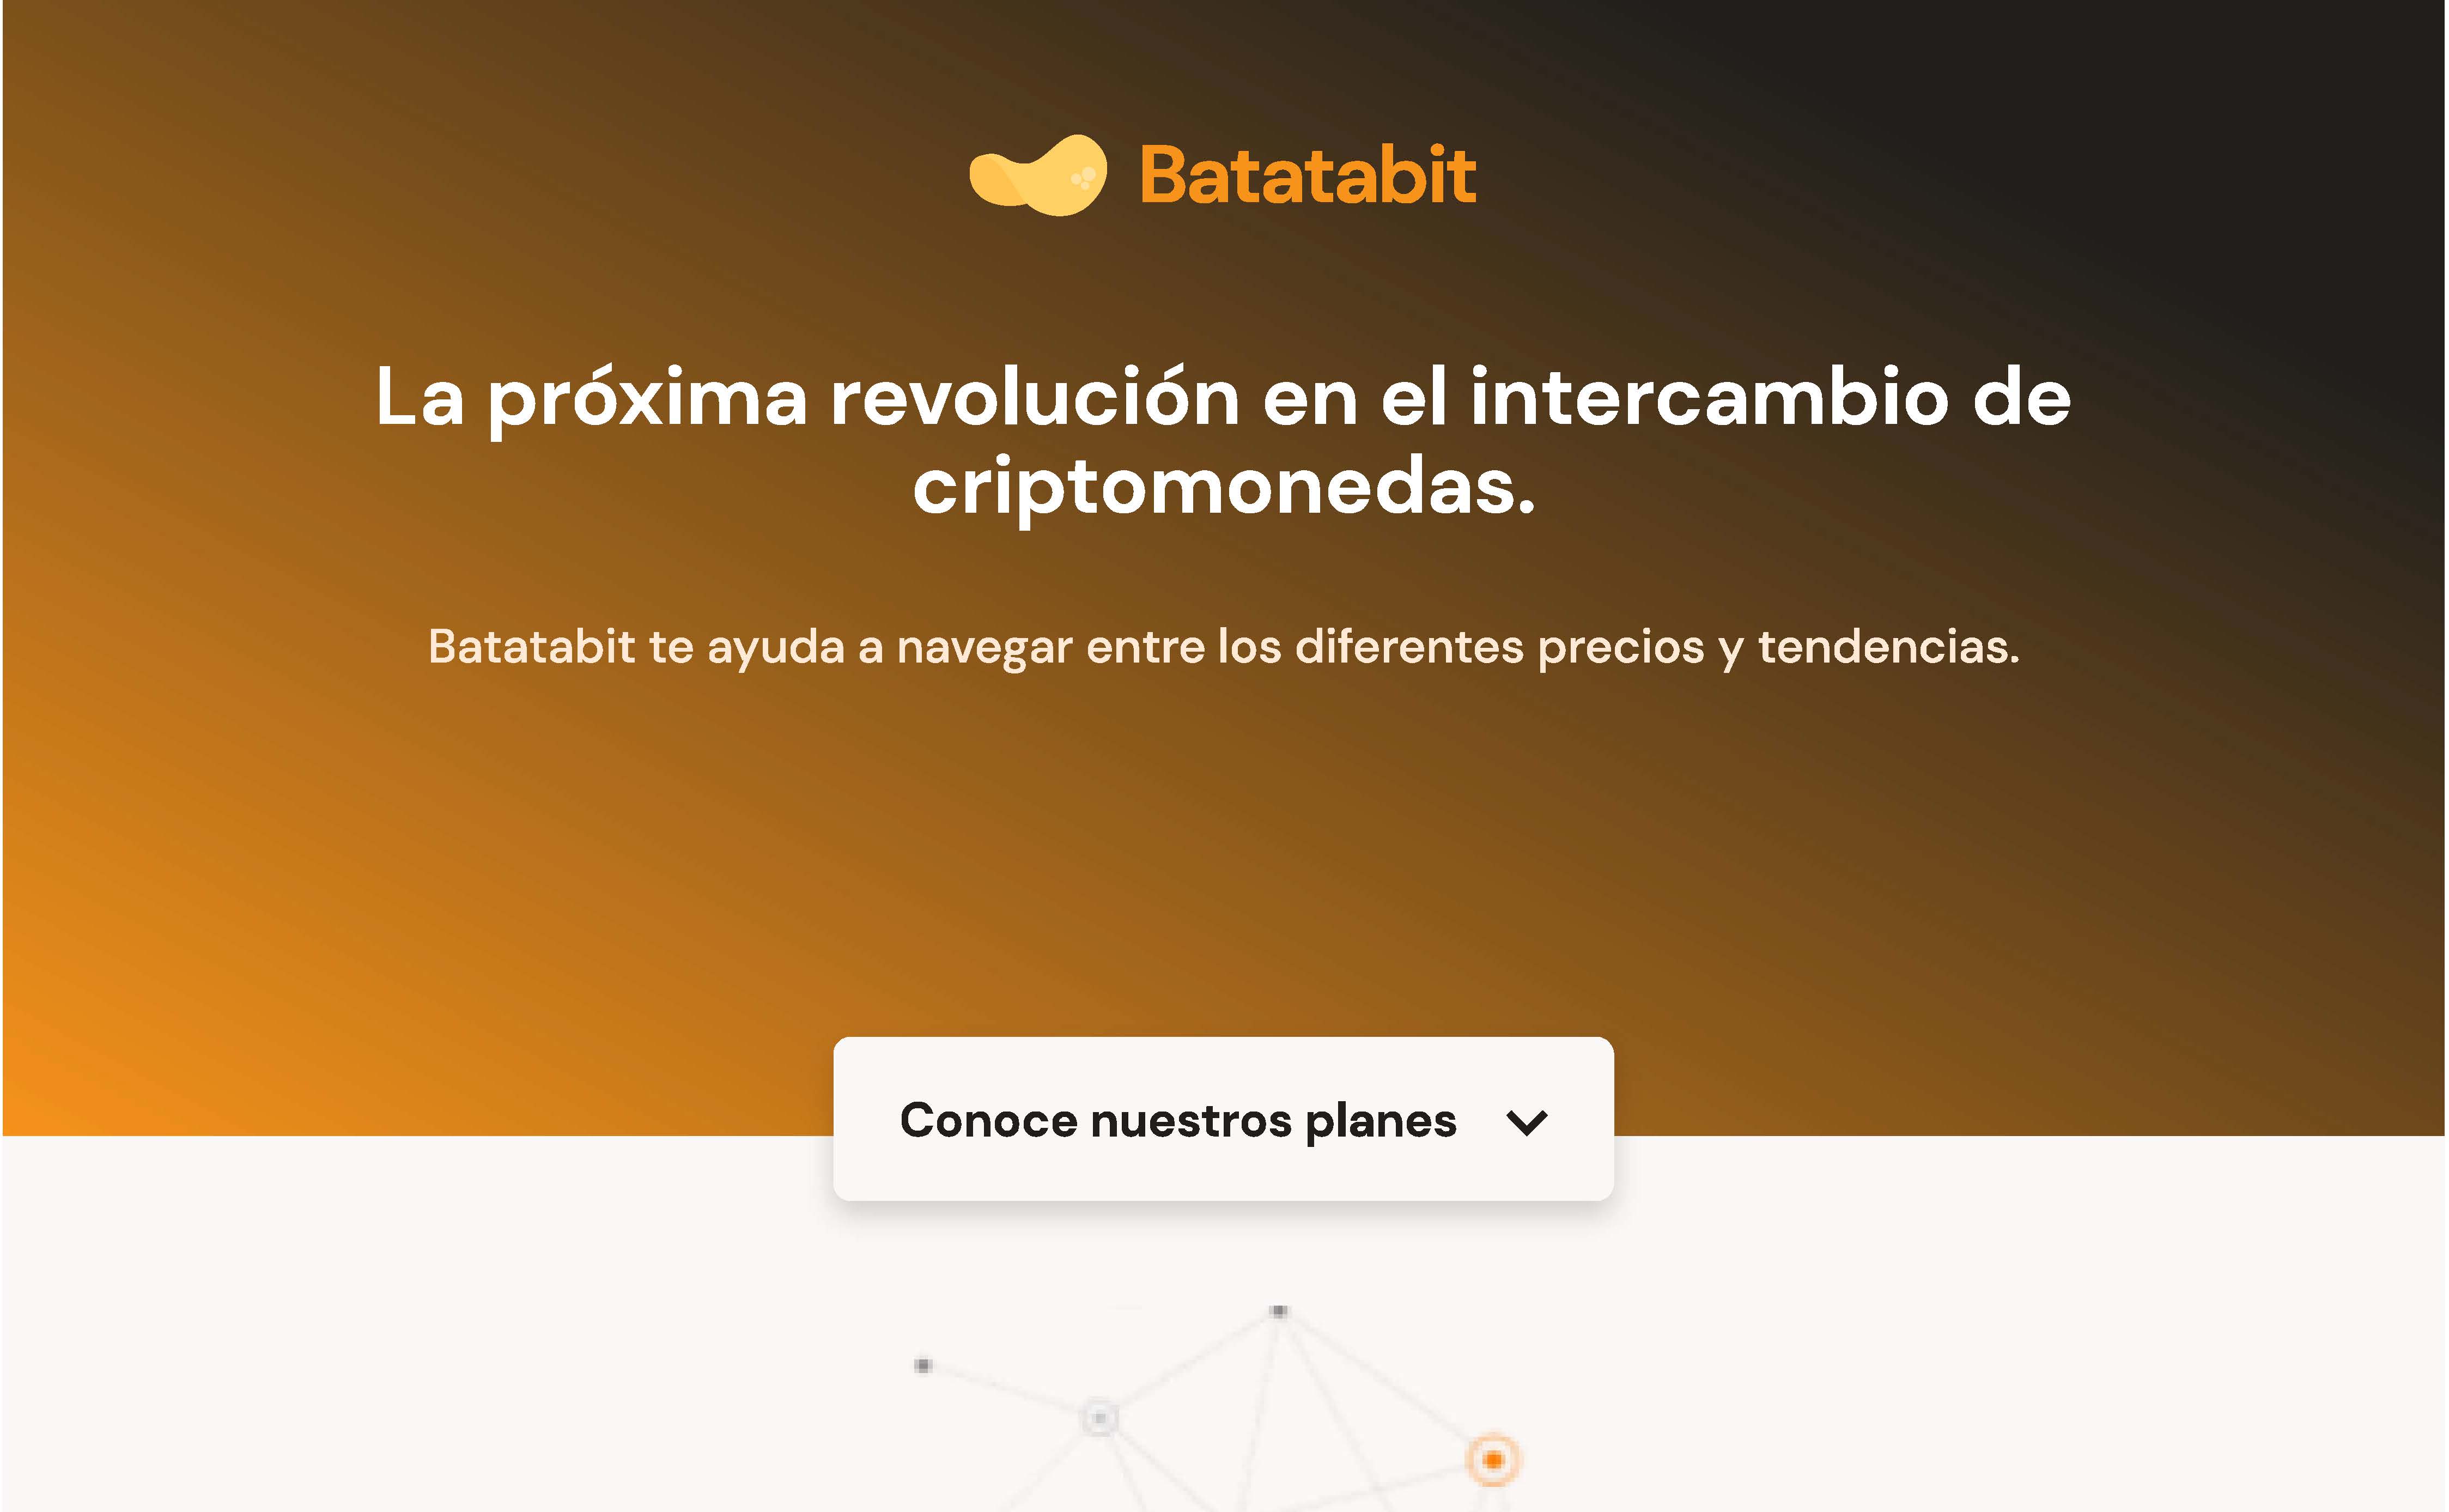 Batatabit
La próxima revolución en el intercambio de
criptomonedas.
Batatabit te ayuda a navegar entre los diferentes precios y tendencias.
Conoce nuestros planes